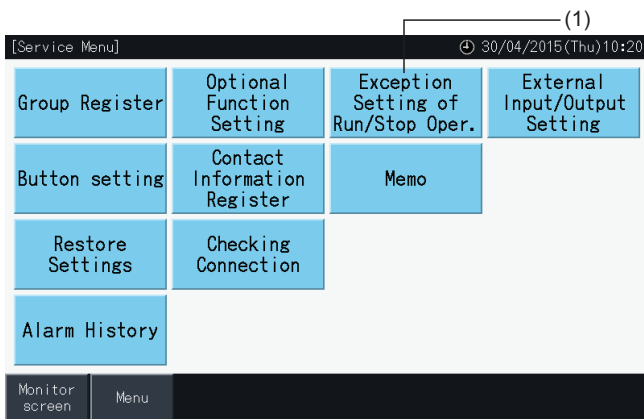 (1)
[Service Menu] 30/04/2015(Thu)10:20
Group Register
Optional
Function
Setting
Exception
Setting of
Run/Stop Oper.
External
Input/Output
Setting
Button setting
Contact
Information
Register
Memo
Restore
Settings
Checking
Connection
Alarm History
Monitor
screen
Menu